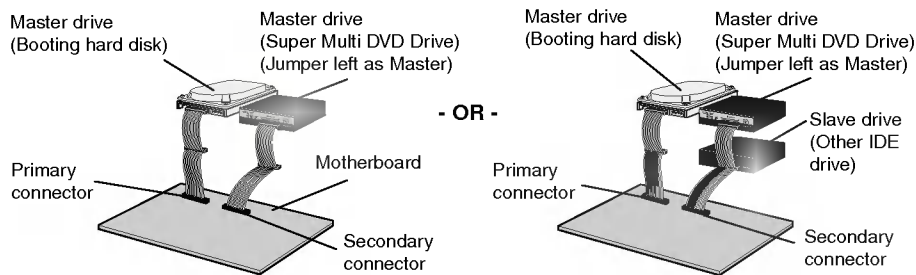 Master drive
(Booting hard disk)
Master drive
(Super Multi DVD Drive)
(Jumper left as Master)
Primary
connector
Motherboard
Secondary
connector
- OR -
Master drive
(Booting hard disk)
Master drive
(Super Multi DVD Drive)
(Jumper left as Master)
Slave drive
(Other IDE
drive)
Primary
connector
Secondary
connector